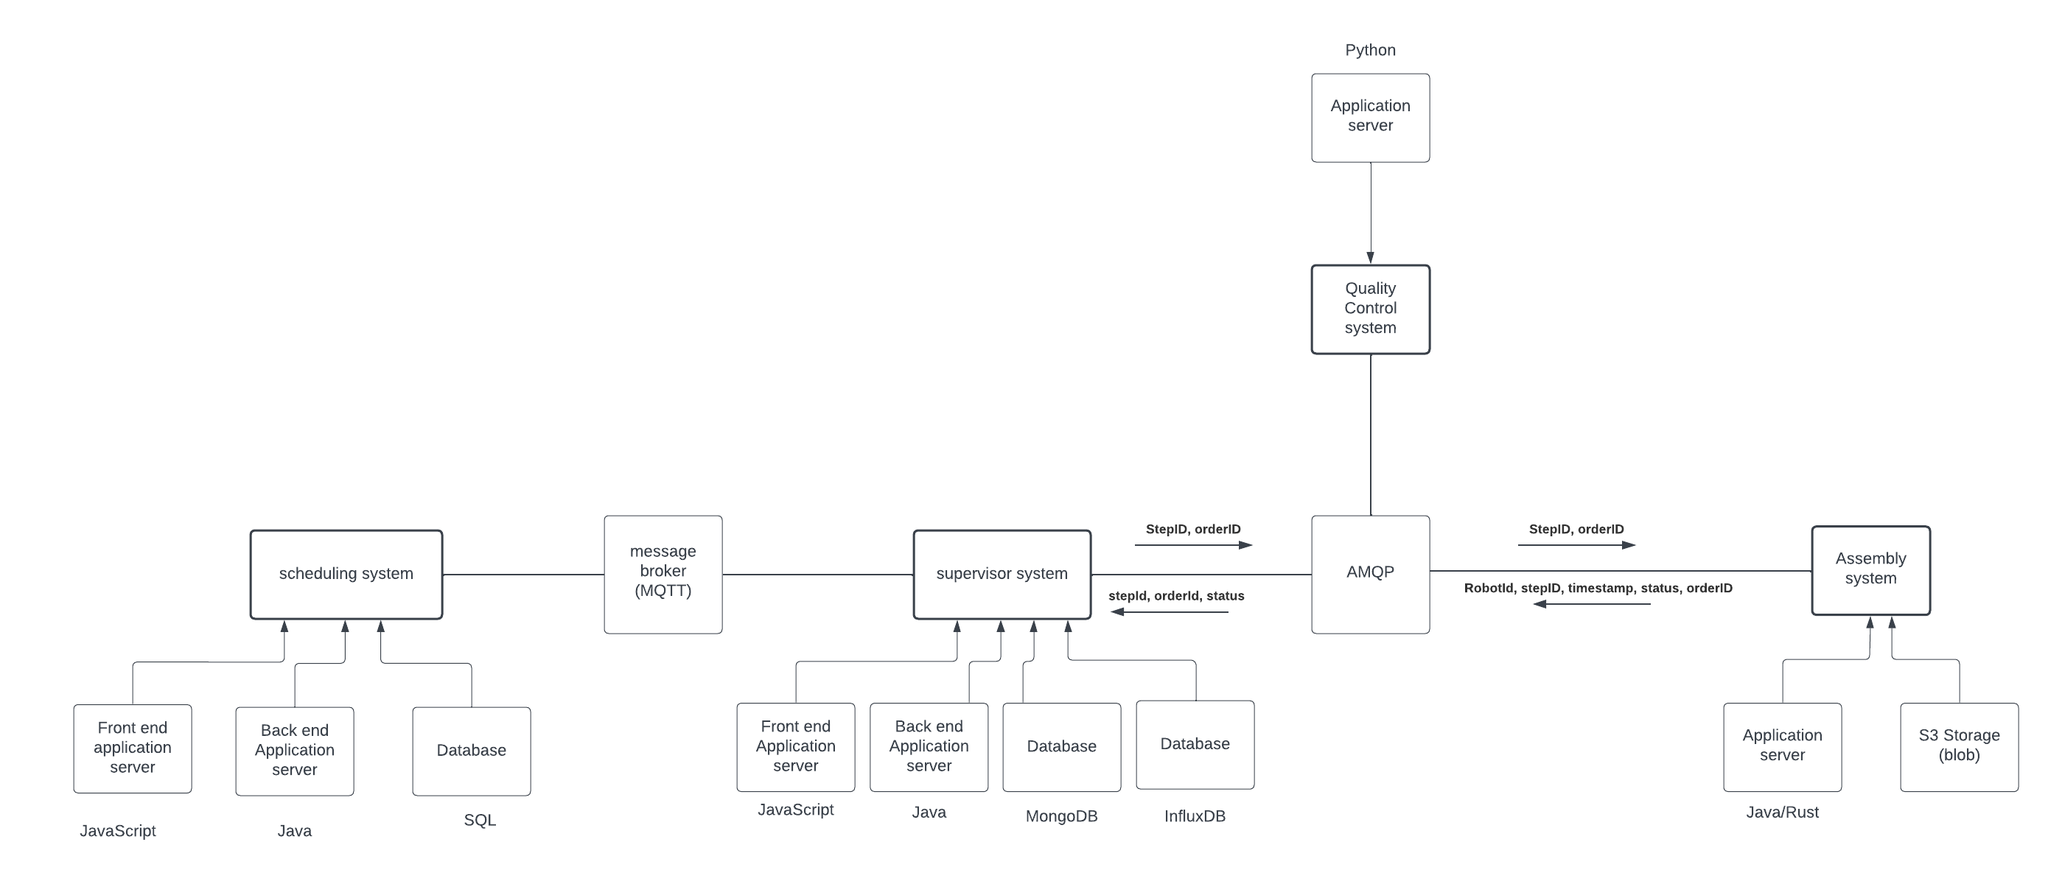 Python
Application
server
Quality
Control
system
scheduling system
message
broker
(MQTT)
supervisor system
StepID, orderID
stepId, orderId, status
AMQP
StepID, orderID
RobotId, stepID, timestamp, status, orderID
Assembly
system
Front end
application
server
JavaScript
Back end
Application
server
Java
Database
SQL
Front end
Application
server
JavaScript
Back end
Application
server
Java
Database
MongoDB
Database
InfluxDB
Application
server
Java/Rust
S3 Storage
(blob)